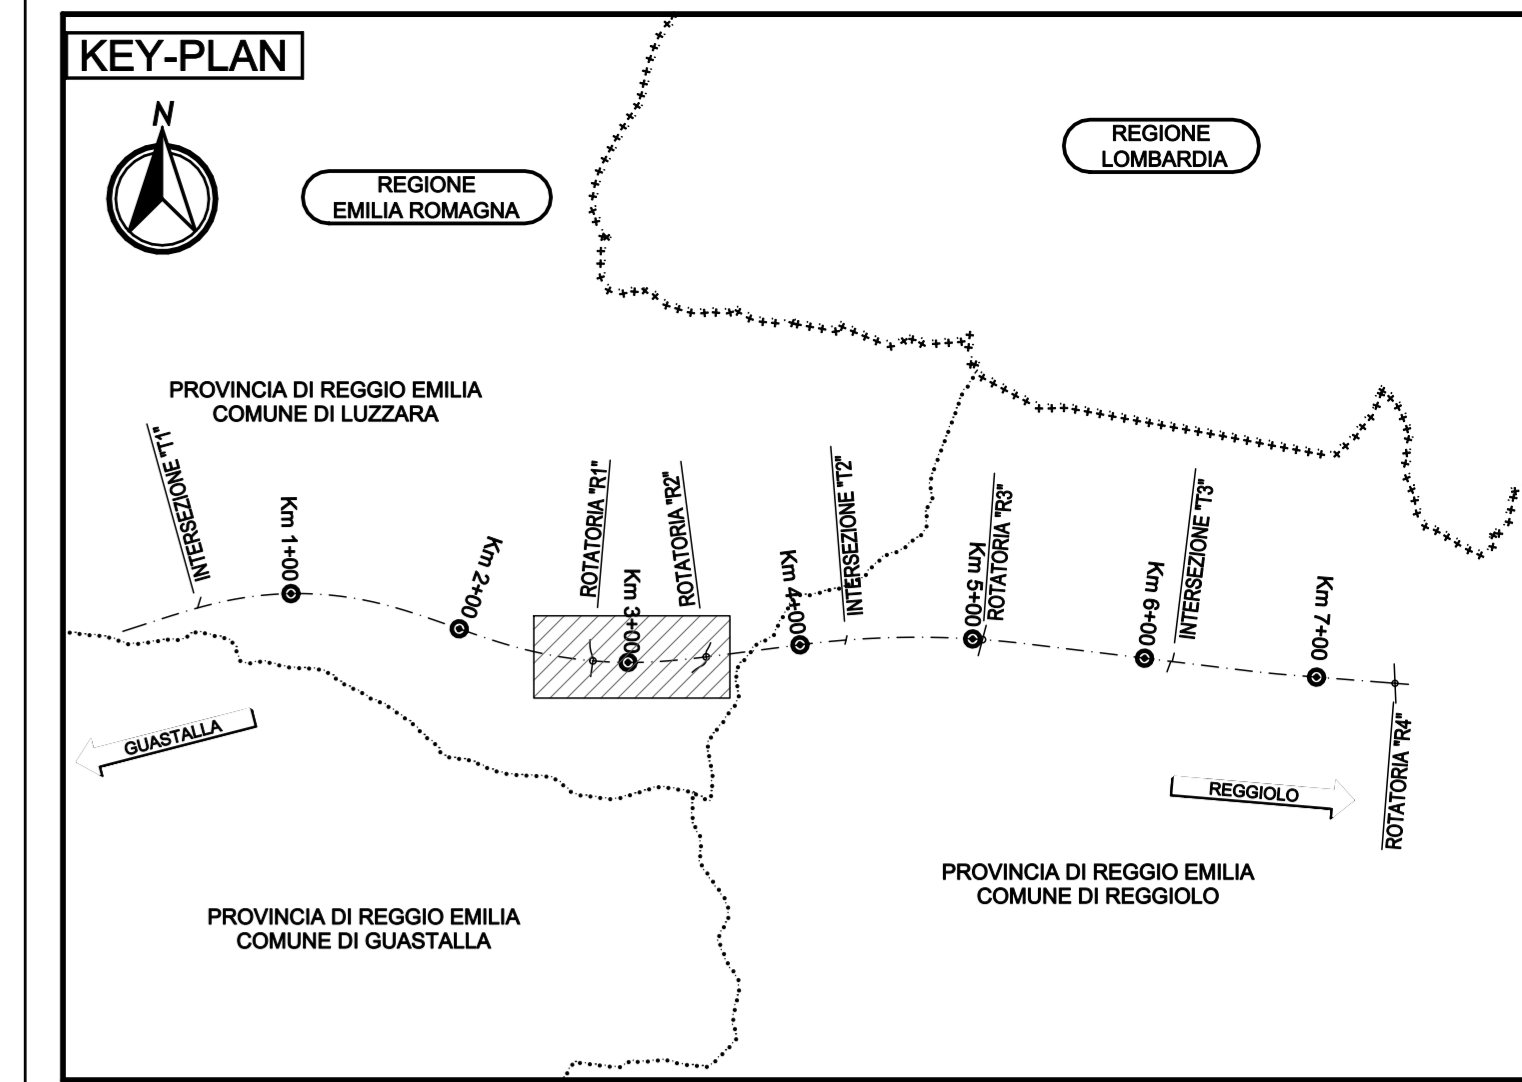 KEY-PLAN
N
REGIONE
EMILIA ROMAGNA
REGIONE
LOMBARDIA
PROVINCIA DI REGGIO EMILIA
COMUNE DI LUZZARA
INTERSEZIONE "T1"
Km 1+00
Km 2+00
ROTATORIA "R1"
Km 3+00
ROTATORIA "R2"
Km 4+00
INTERSEZIONE "T2"
Km 5+00
ROTATORIA "R3"
Km 6+00
INTERSEZIONE "T3"
Km 7+00
ROTATORIA "R4"
GUASTALLA
REGGIOLO
PROVINCIA DI REGGIO EMILIA
COMUNE DI REGGIOLO
PROVINCIA DI REGGIO EMILIA
COMUNE DI GUASTALLA